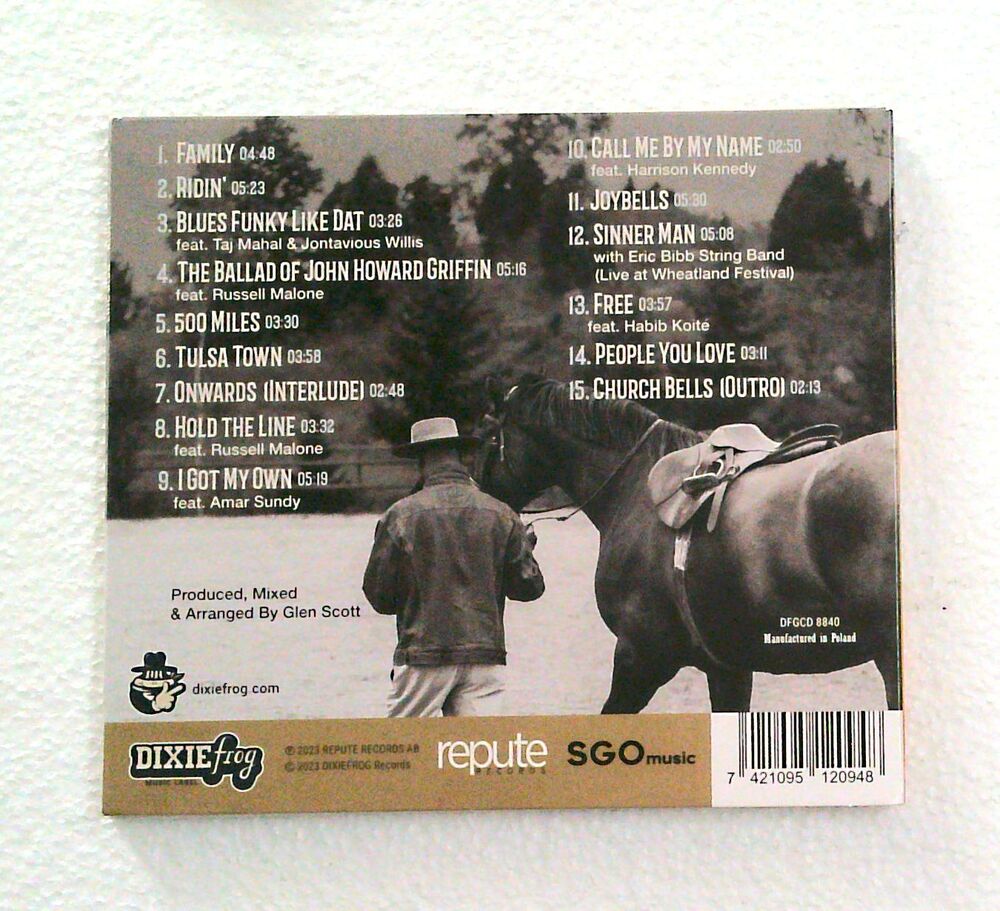 1. FAMILY 04:48
2. RIDIN' 05:23
3. BLUES FUNKY LIKE DAT 03:26
feat. Taj Mahal & Jontavious Willis
4. THE BALLAD OF JOHN HOWARD GRIFFIN 05:16
feat. Russell Malone
5. 500 MILES 03:30
6. TULSA TOWN 03:58
7. ONWARDS (INTERLUDE) 02:48
8. HOLD THE LINE 03:32
feat. Russell Malone
9. I GOT MY OWN 05:19
feat. Amar Sundy
10. CALL ME BY MY NAME 02:50
feat. Harrison Kennedy
11. JOYBELLS 05:30
12. SINNER MAN 05:08
with Eric Bibb String Band
(Live at Wheatland Festival)
13. FREE 03:57
feat. Habib Koité
14. PEOPLE YOU LOVE 03:11
15. CHURCH BELLS (OUTRO) 02:13
Produced, Mixed
& Arranged By Glen Scott
DFGCD 8840
Manufactured in Poland
dixiefrog.com
DIXIEfrog
MUSIC LABEL
℗ 2023 REPUTE RECORDS AB
© 2023 DIXIEFROG Records
repute
RECORDS
SGOmusic
7 421095 120948